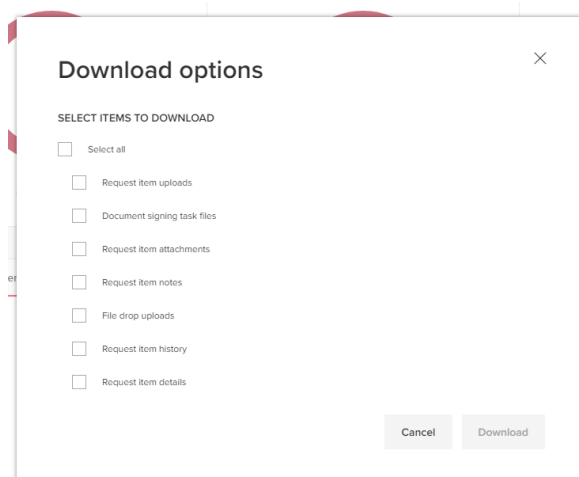 Download options
SELECT ITEMS TO DOWNLOAD
Select all
Request item uploads
Document signing task files
Request item attachments
Request item notes
File drop uploads
Request item history
Request item details
Cancel Download